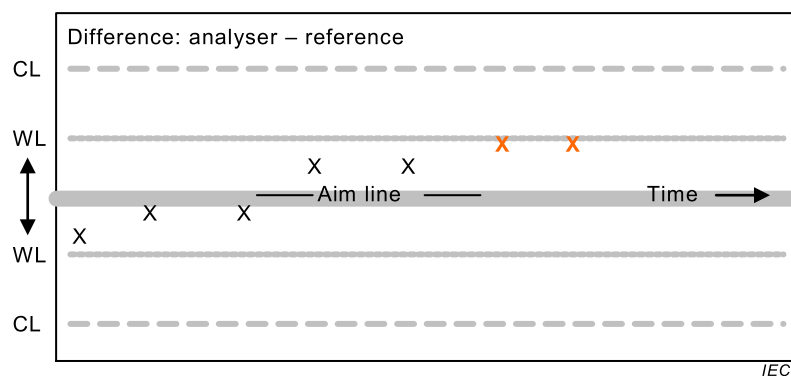 Difference: analyser – reference
CL
WL
X X
X X
Aim line Time
X X
X
WL
CL
IEC